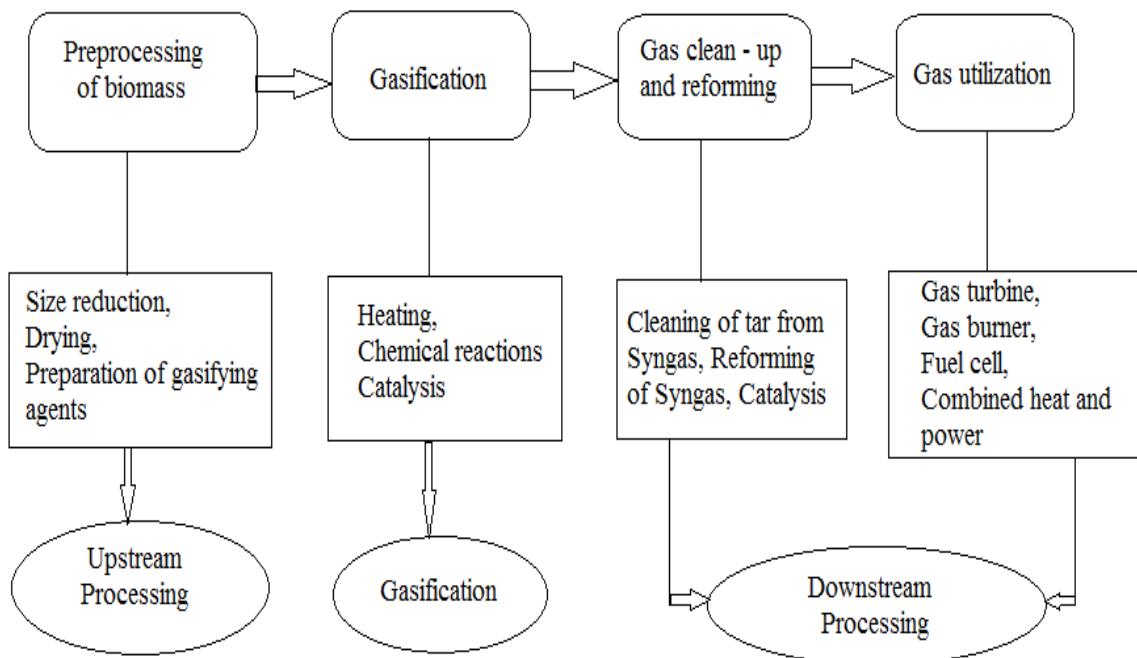 Preprocessing
of biomass
Gasification
Gas clean - up
and reforming
Gas utilization
Size reduction,
Drying,
Preparation of gasifying
agents
Heating,
Chemical reactions
Catalysis
Cleaning of tar from
Syngas, Reforming
of Syngas, Catalysis
Gas turbine,
Gas burner,
Fuel cell,
Combined heat and
power
Upstream
Processing
Gasification
Downstream
Processing